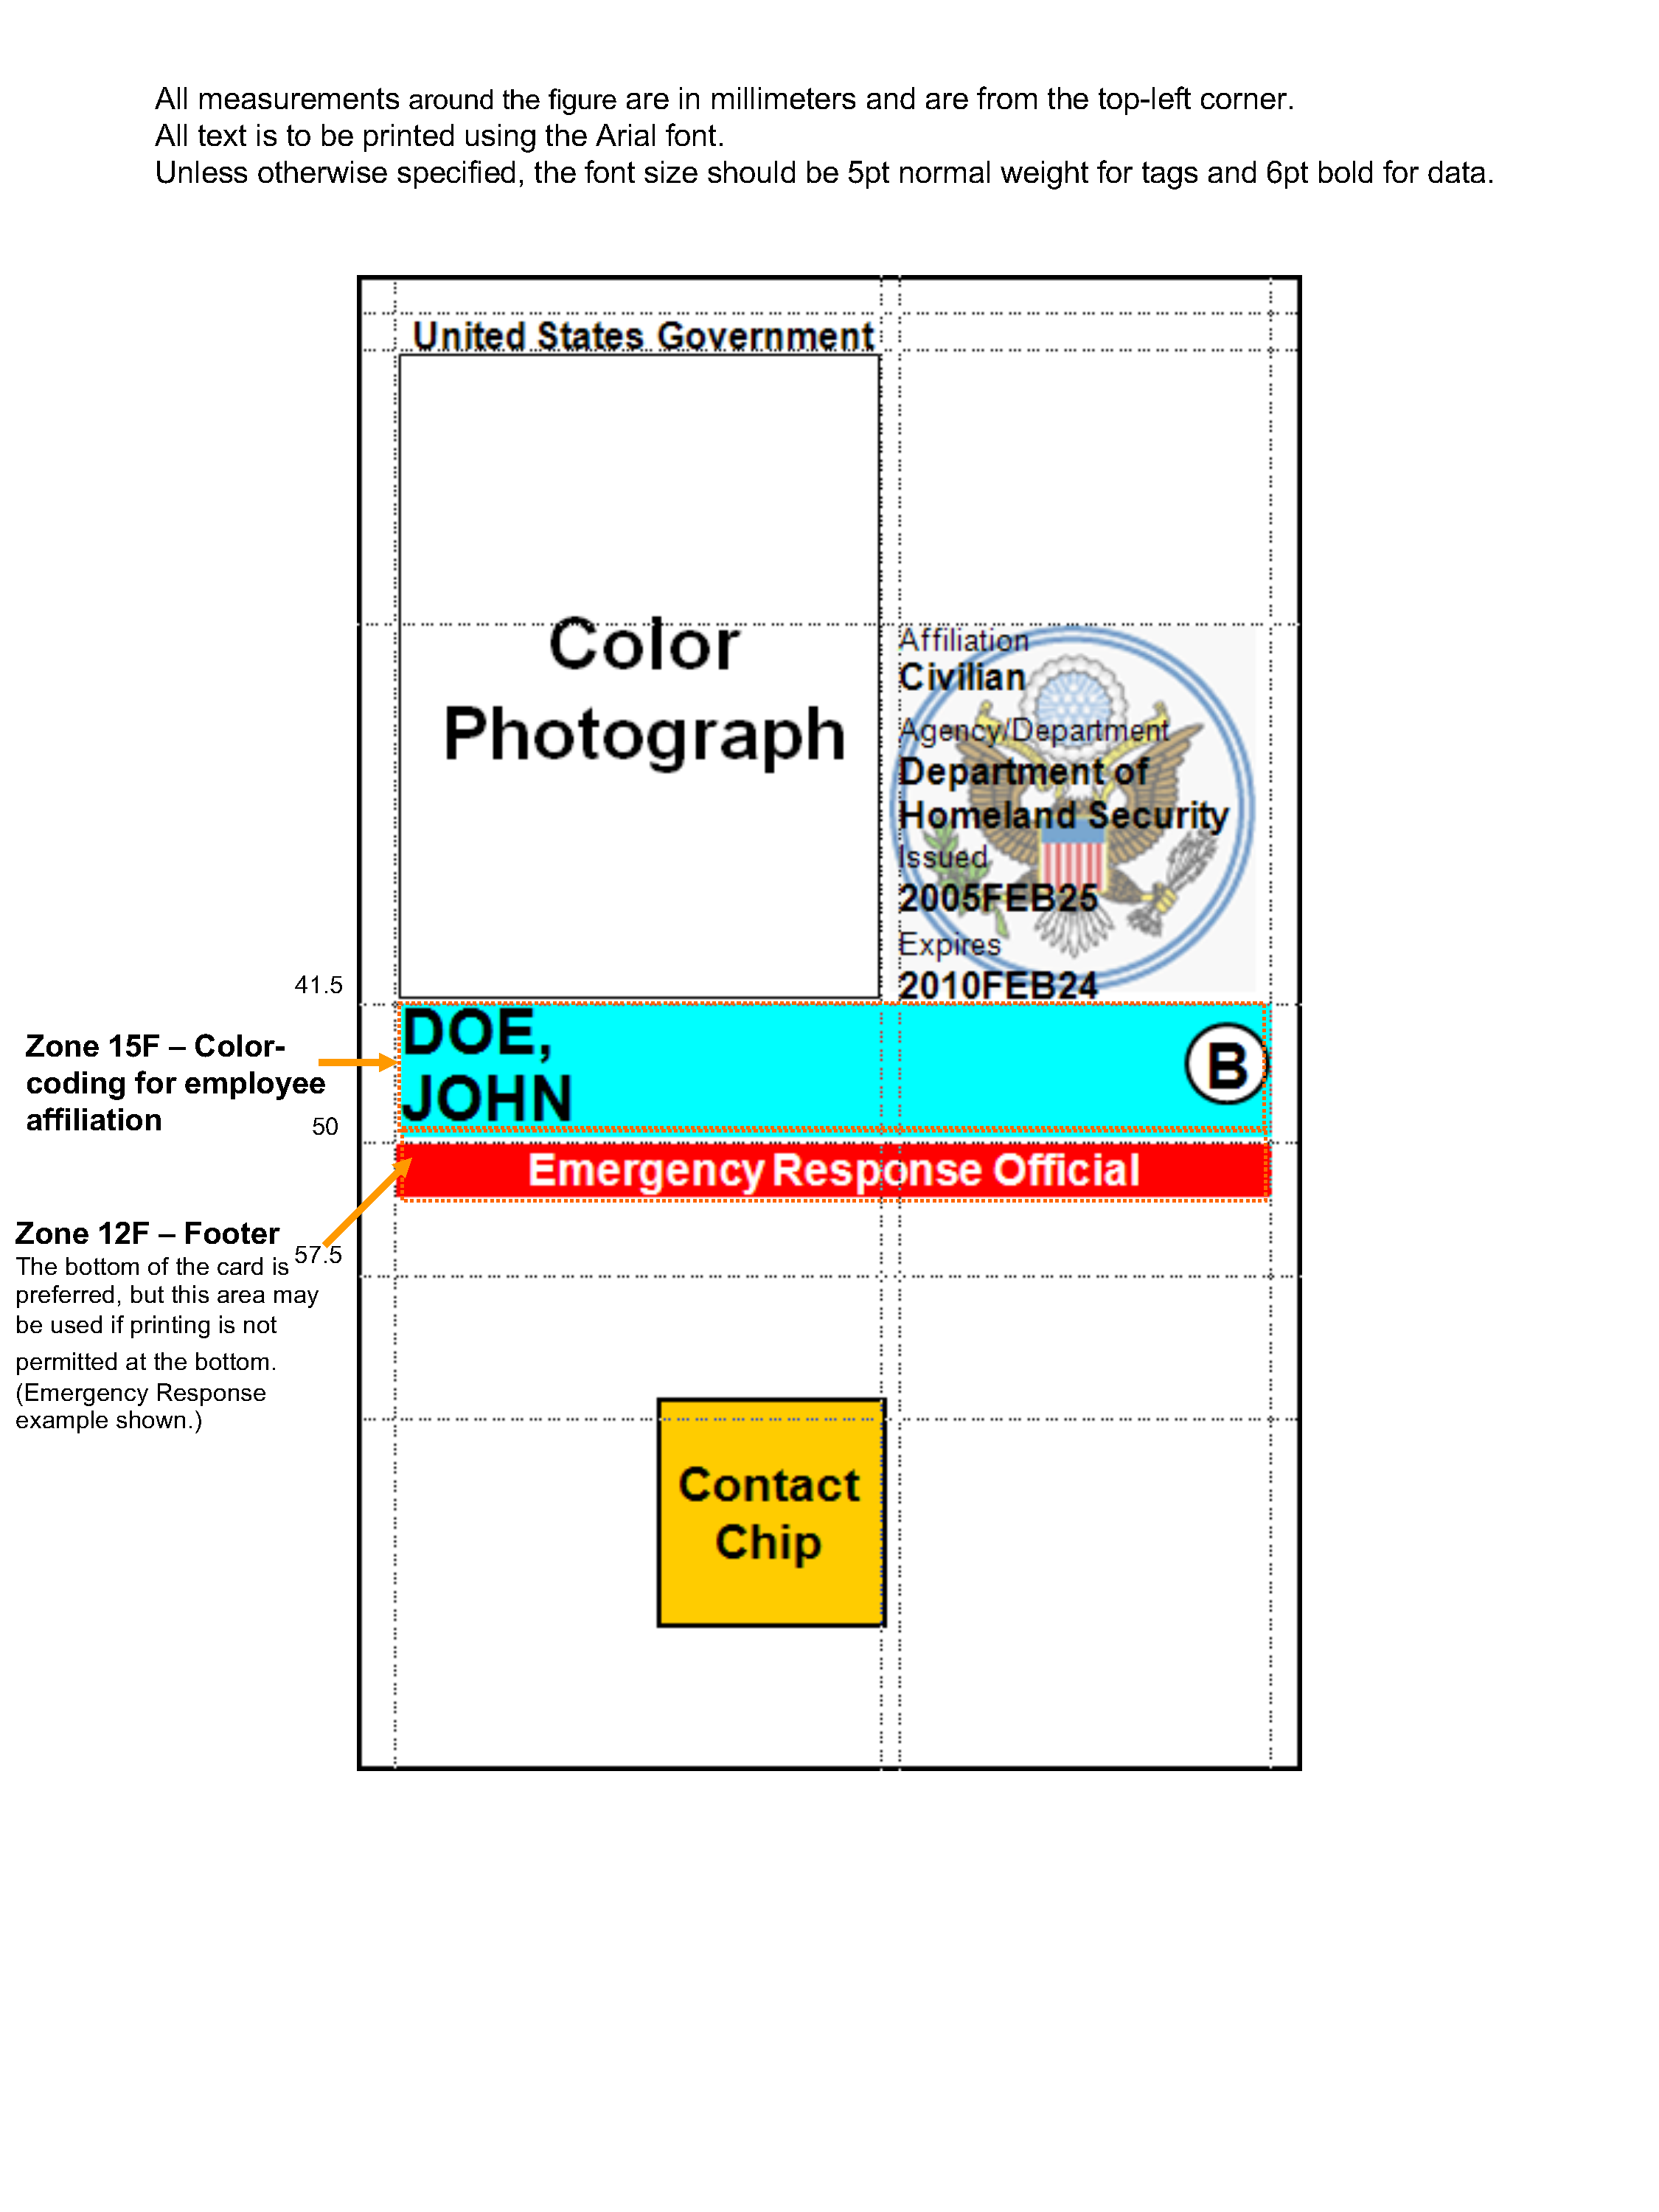 All measurements around the figure are in millimeters and are from the top-left corner.
All text is to be printed using the Arial font.
Unless otherwise specified, the font size should be 5pt normal weight for tags and 6pt bold for data.
United States Government
Color
Photograph
Affiliation
Civilian
Agency/Department
Department of
Homeland Security
Issued
2005FEB25
Expires
2010FEB24
41.5
DOE,
JOHN
B
Zone 15F – Color-
coding for employee
affiliation
50
Emergency Response Official
Zone 12F – Footer
57.5
The bottom of the card is
preferred, but this area may
be used if printing is not
permitted at the bottom.
(Emergency Response
example shown.)
Contact
Chip